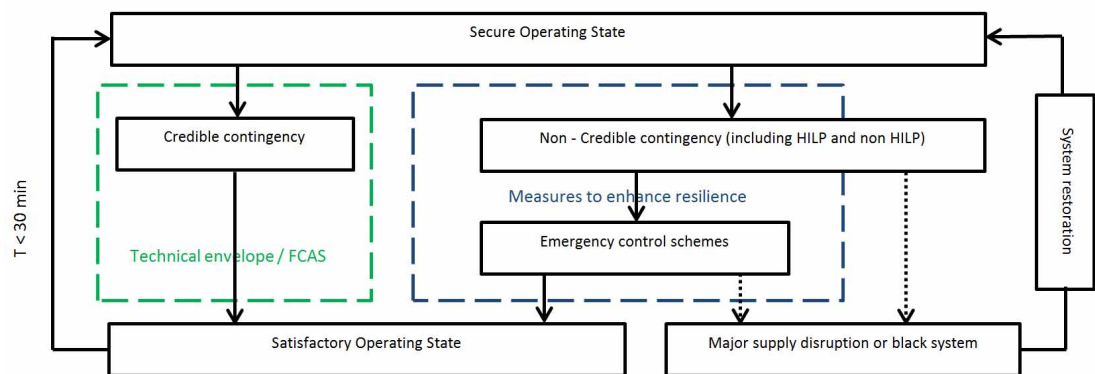 Secure Operating State
Credible contingency
Non - Credible contingency (including HILP and non HILP)
System restoration
T < 30 min
Measures to enhance resilience
Emergency control schemes
Technical envelope / FCAS
Satisfactory Operating State
Major supply disruption or black system